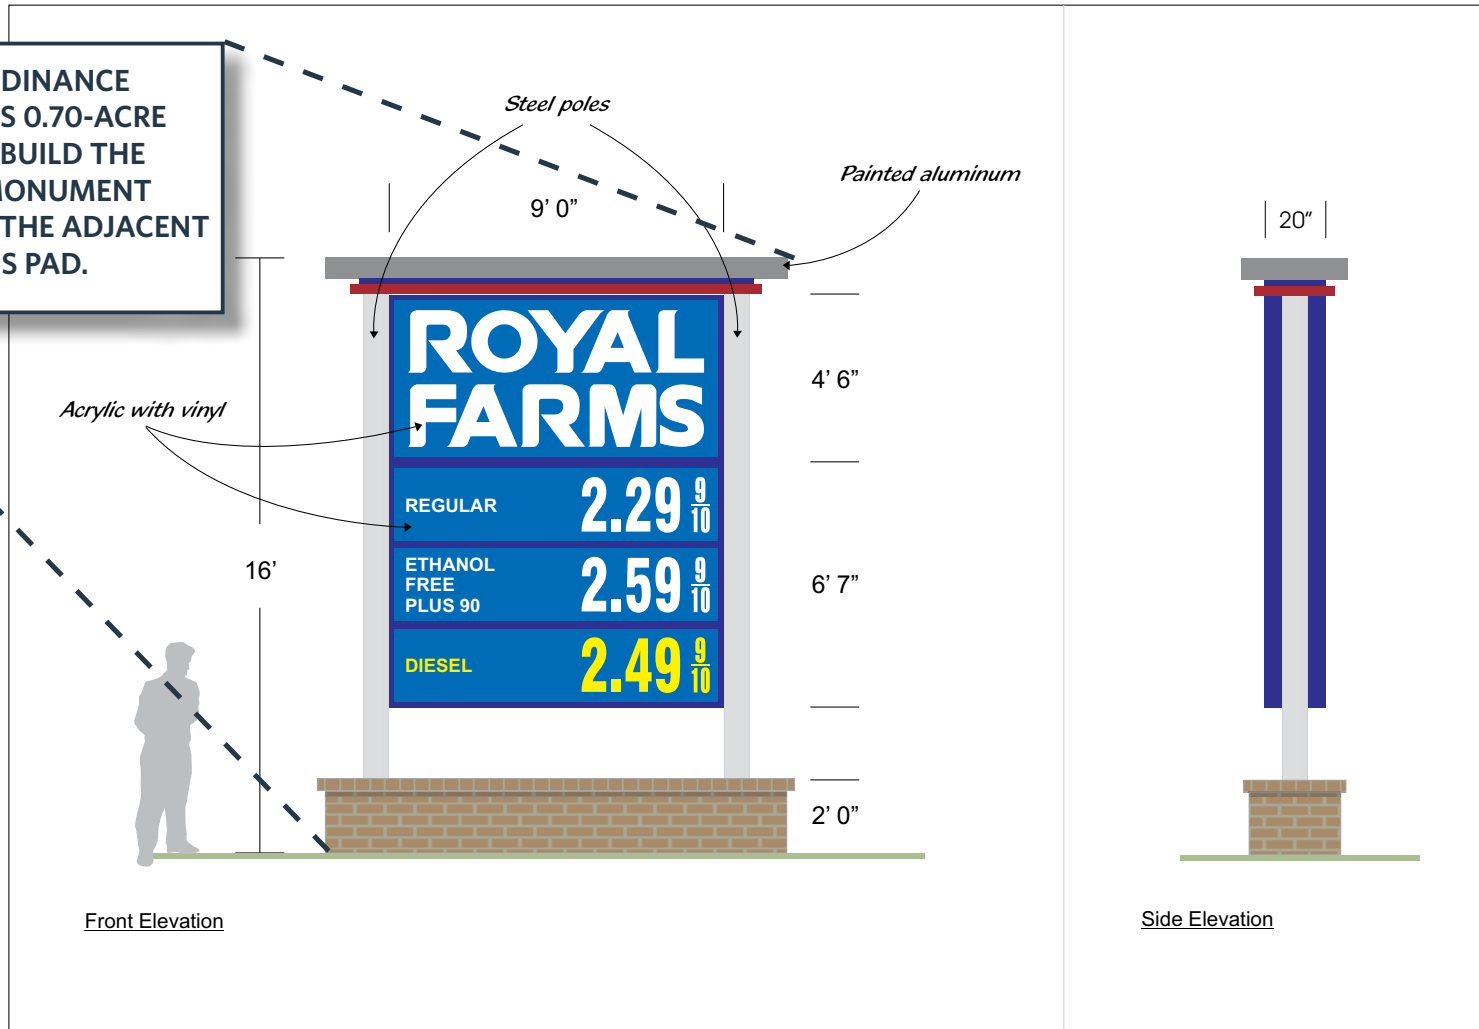 DINANCE
S 0.70-ACRE
BUILD THE
MONUMENT
THE ADJACENT
S PAD.
Steel poles
Painted aluminum
9’ 0”
20”
ROYAL
FARMS
4’ 6”
Acrylic with vinyl
REGULAR 2.29 9/10
16’
ETHANOL
FREE
PLUS 90
2.59 9/10
6’ 7”
DIESEL 2.49 9/10
2’ 0”
Front Elevation
Side Elevation